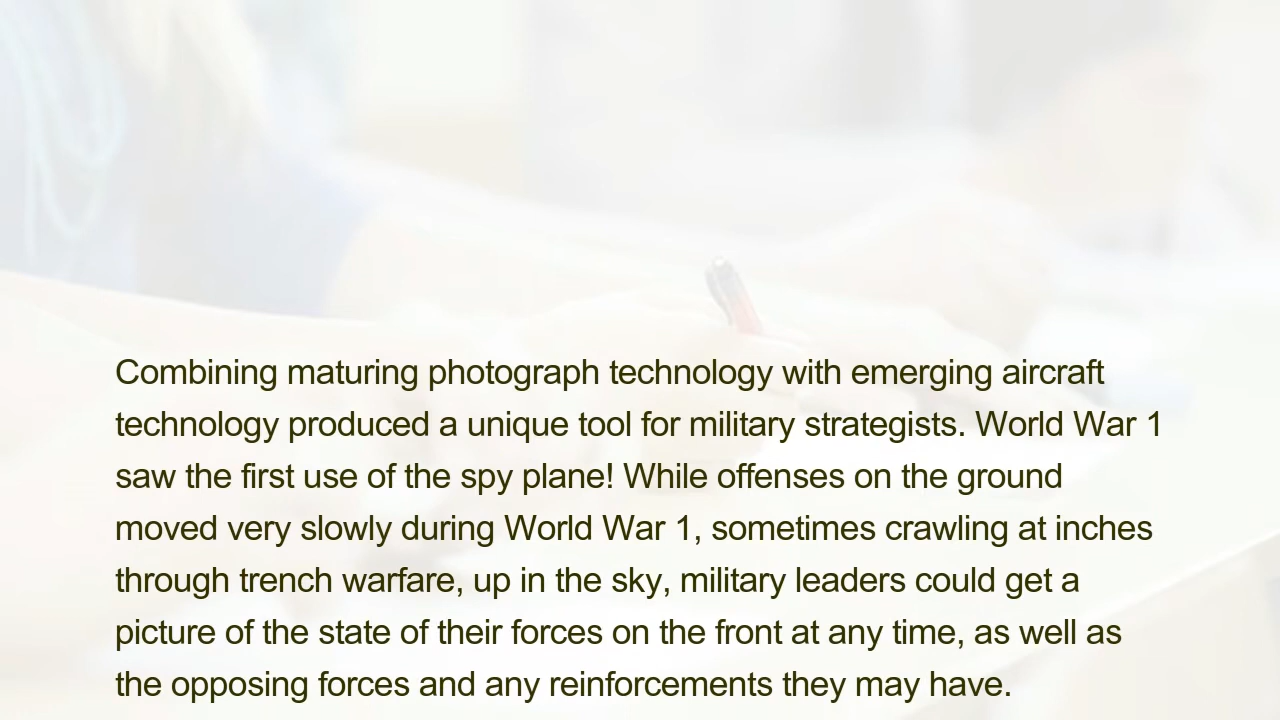 Combining maturing photograph technology with emerging aircraft
technology produced a unique tool for military strategists. World War 1
saw the first use of the spy plane! While offenses on the ground
moved very slowly during World War 1, sometimes crawling at inches
through trench warfare, up in the sky, military leaders could get a
picture of the state of their forces on the front at any time, as well as
the opposing forces and any reinforcements they may have.